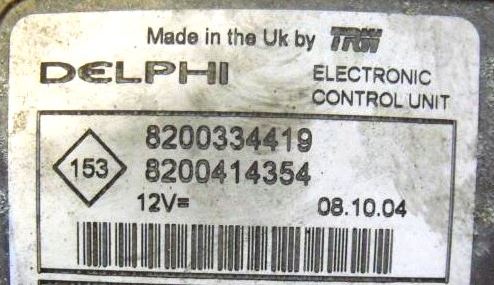 Made in the Uk by TRW
DELPHI
ELECTRONIC
CONTROL UNIT
153
8200334419
8200414354
12V= 08.10.04